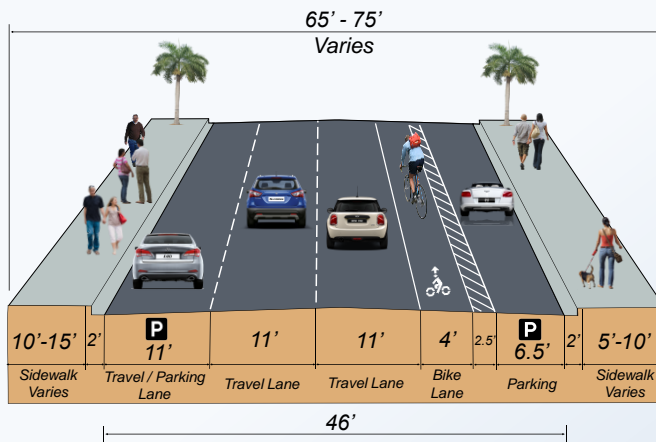 65' - 75'
Varies
P
P
10'-15'
2'
11'
11'
11'
4'
2.5'
6.5'
2'
5'-10'
Sidewalk
Varies
Travel / Parking
Lane
Travel Lane
Travel Lane
Bike
Lane
Parking
Sidewalk
Varies
46'